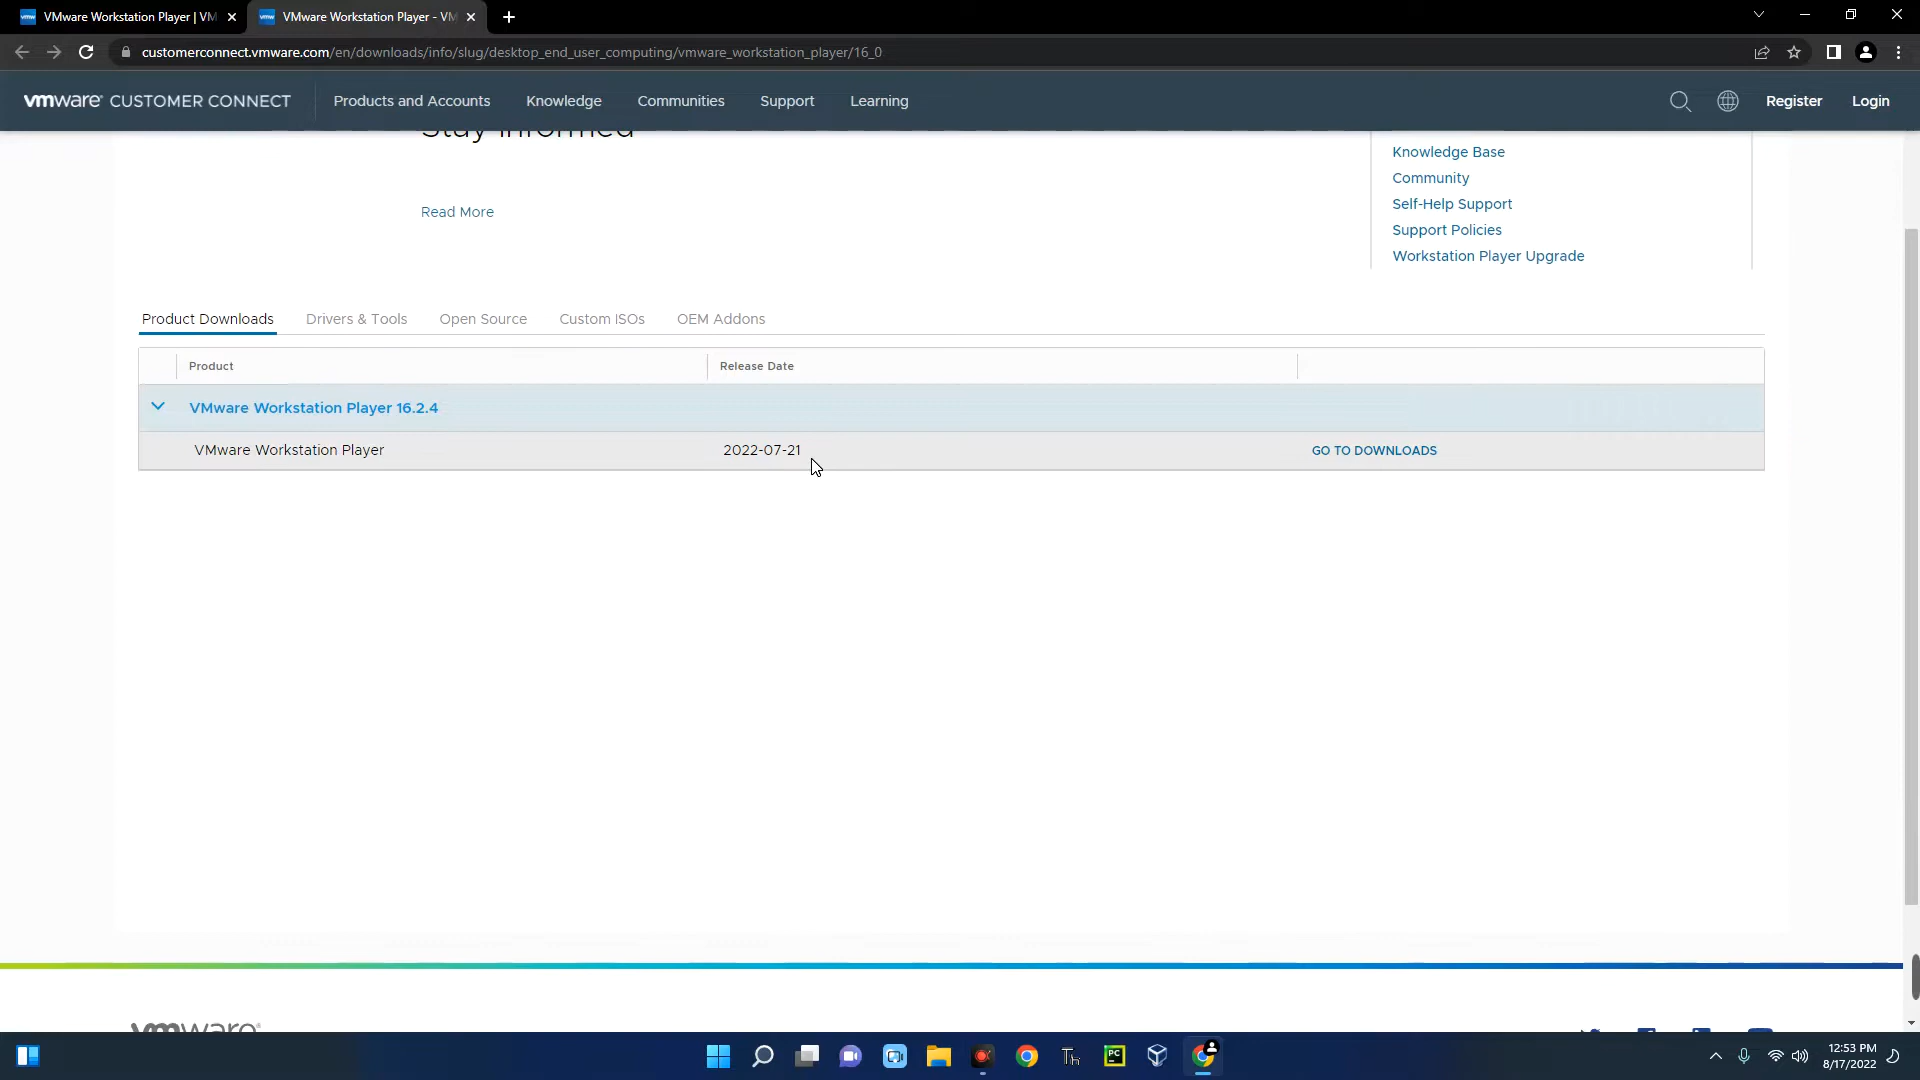 VMware Workstation Player | VM
VMware Workstation Player - VM
customerconnect.vmware.com/en/downloads/info/slug/desktop_end_user_computing/vmware_workstation_player/16_0
vmware® CUSTOMER CONNECT
Products and Accounts
Knowledge
Communities
Support
Learning
Register
Login
Stay Informed
Read More
Knowledge Base
Community
Self-Help Support
Support Policies
Workstation Player Upgrade
Product Downloads
Drivers & Tools
Open Source
Custom ISOs
OEM Addons
Product
Release Date
VMware Workstation Player 16.2.4
VMware Workstation Player
2022-07-21
GO TO DOWNLOADS
vmware®
12:53 PM
8/17/2022